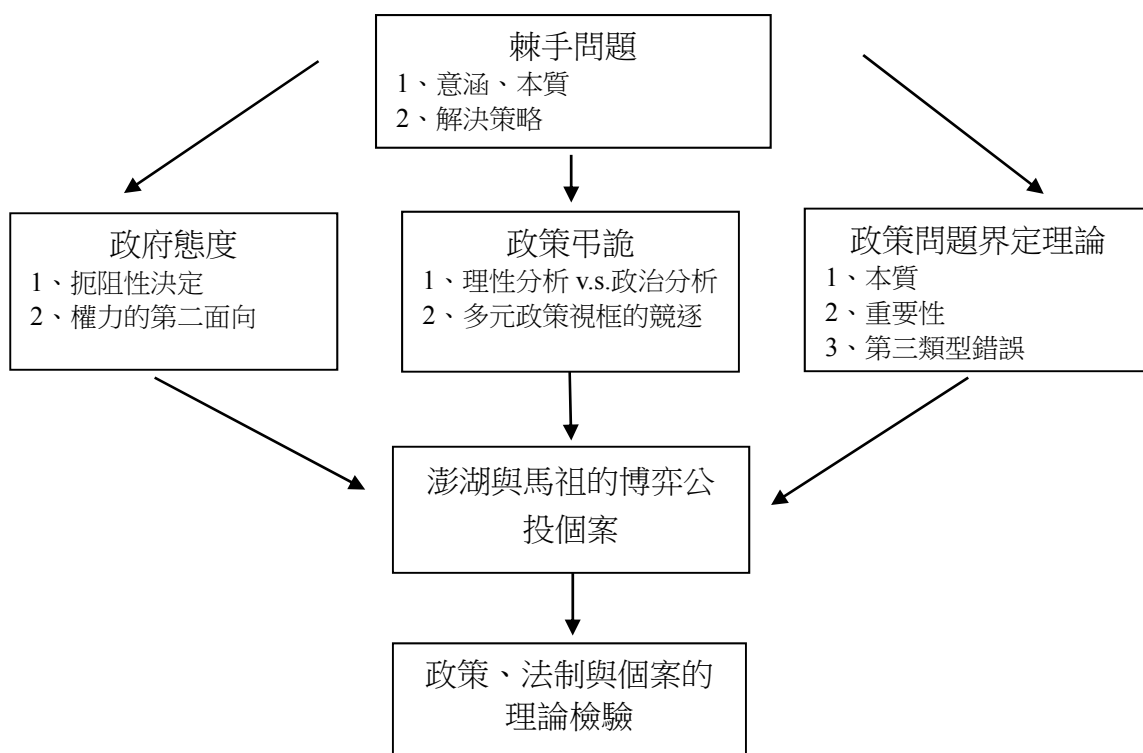 棘手問題
1、意涵、本質
2、解決策略
政府態度
1、扼阻性決定
2、權力的第二面向
政策弔詭
1、理性分析 v.s.政治分析
2、多元政策視框的競逐
政策問題界定理論
1、本質
2、重要性
3、第三類型錯誤
澎湖與馬祖的博弈公
投個案
政策、法制與個案的
理論檢驗